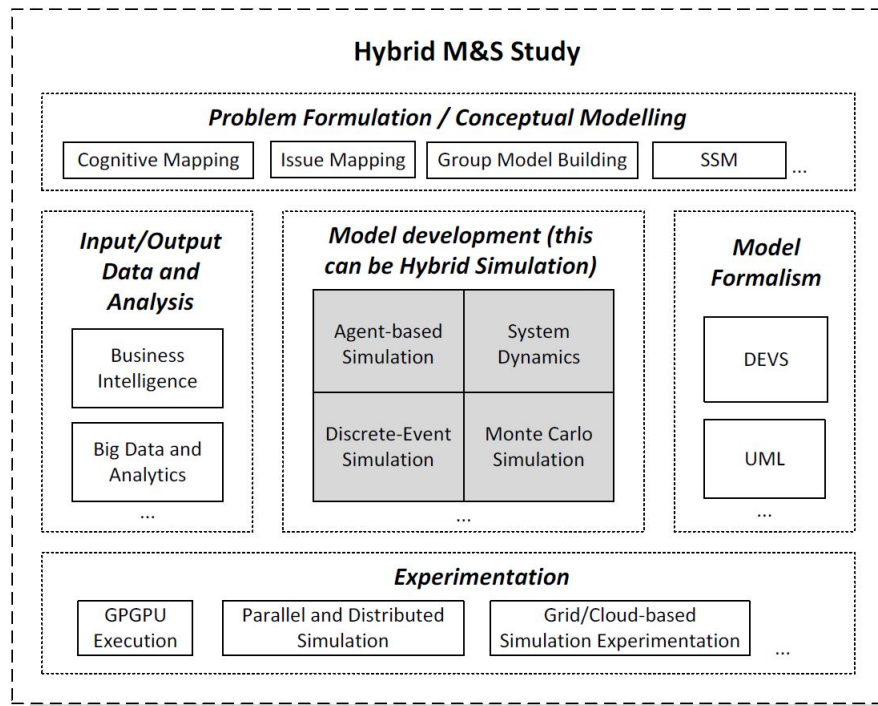 Hybrid M&S Study
Problem Formulation / Conceptual Modelling
Cognitive Mapping
Issue Mapping
Group Model Building
SSM
...
Input/Output
Data and
Analysis
Business
Intelligence
Big Data and
Analytics
...
Model development (this
can be Hybrid Simulation)
Agent-based
Simulation
System
Dynamics
Discrete-Event
Simulation
Monte Carlo
Simulation
...
Model
Formalism
DEVS
UML
...
Experimentation
GPGPU
Execution
Parallel and Distributed
Simulation
Grid/Cloud-based
Simulation Experimentation
...